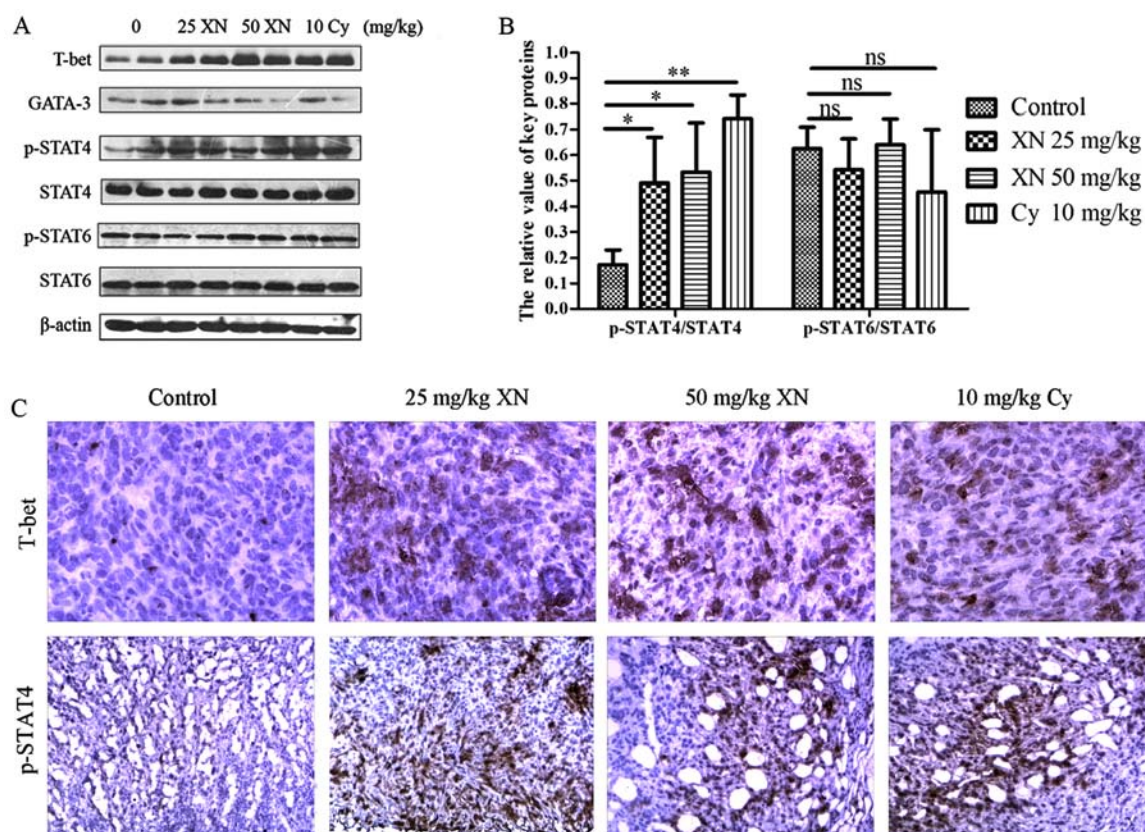 A
0 25 XN 50 XN 10 Cy (mg/kg)
T-bet
GATA-3
p-STAT4
STAT4
p-STAT6
STAT6
β-actin
B
The relative value of key proteins
1.0
0.9
0.8
0.7
0.6
0.5
0.4
0.3
0.2
0.1
0.0
**
*
*
ns
ns
ns
p-STAT4/STAT4 p-STAT6/STAT6
Control
XN 25 mg/kg
XN 50 mg/kg
Cy 10 mg/kg
C
Control 25 mg/kg XN 50 mg/kg XN 10 mg/kg Cy
T-bet
p-STAT4